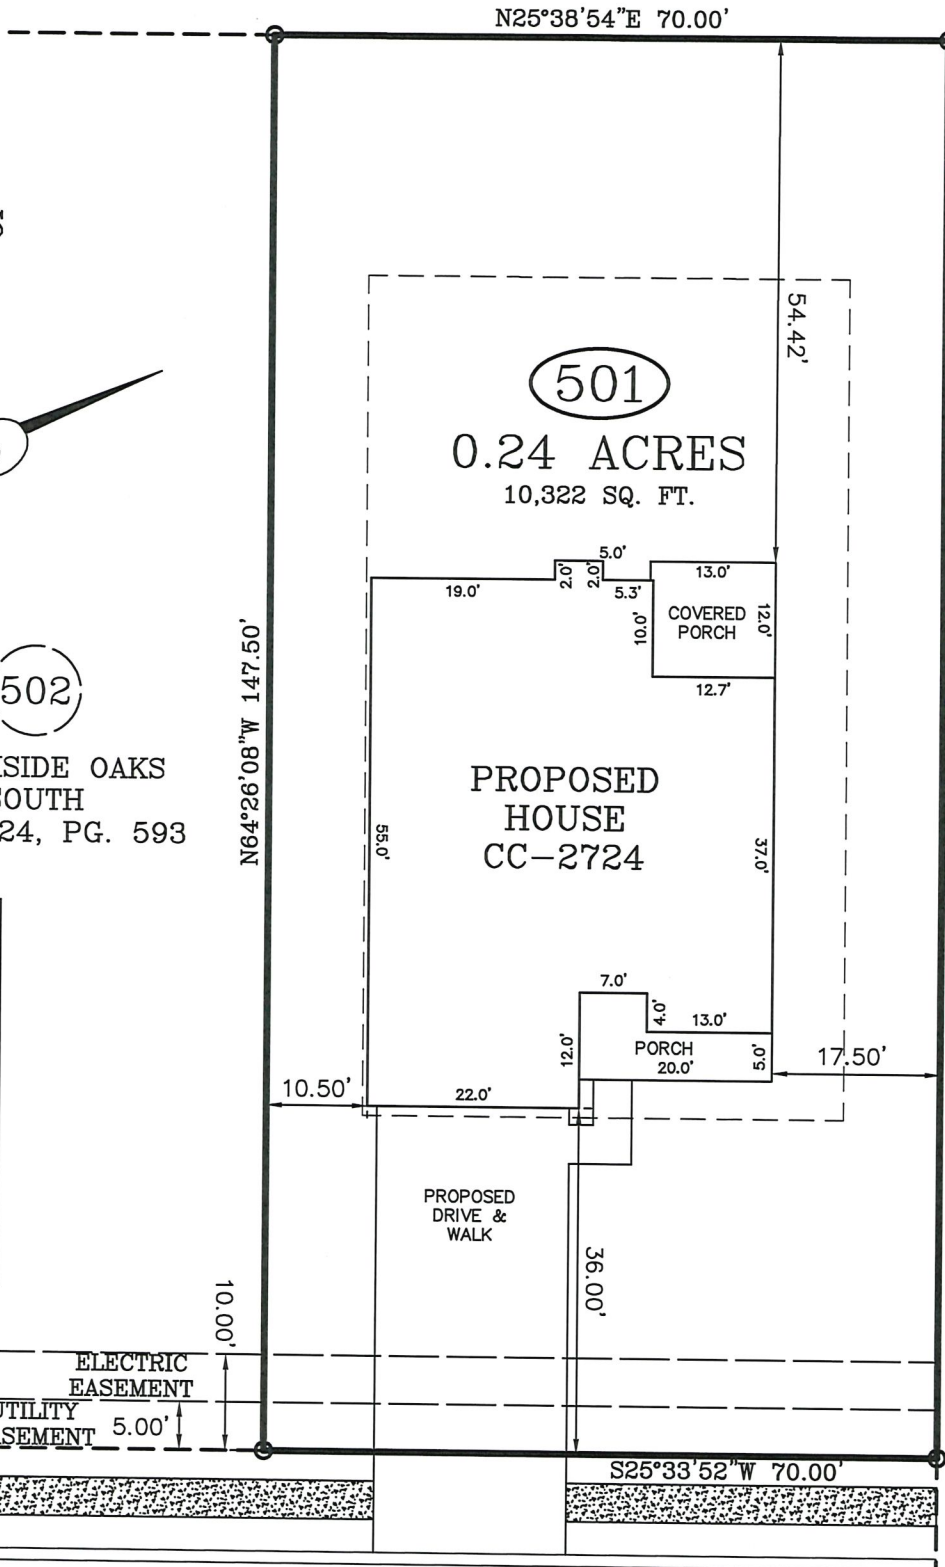 N25°38'54"E 70.00'
54.42'
501
0.24 ACRES
10,322 SQ. FT.
5.0'
2.0'
2.0'
13.0'
19.0'
5.3'
10.0'
COVERED
PORCH
12.0'
12.7'
N64°26'08"W 147.50'
502
OAKS
SOUTH
24, PG. 593
PROPOSED
HOUSE
CC-2724
55.0'
37.0'
7.0'
4.0'
13.0'
12.0'
PORCH
5.0'
20.0'
17.50'
10.50'
22.0'
PROPOSED
DRIVE &
WALK
36.00'
10.00'
ELECTRIC
EASEMENT
UTILITY
EASEMENT 5.00'
S25°33'52"W 70.00'